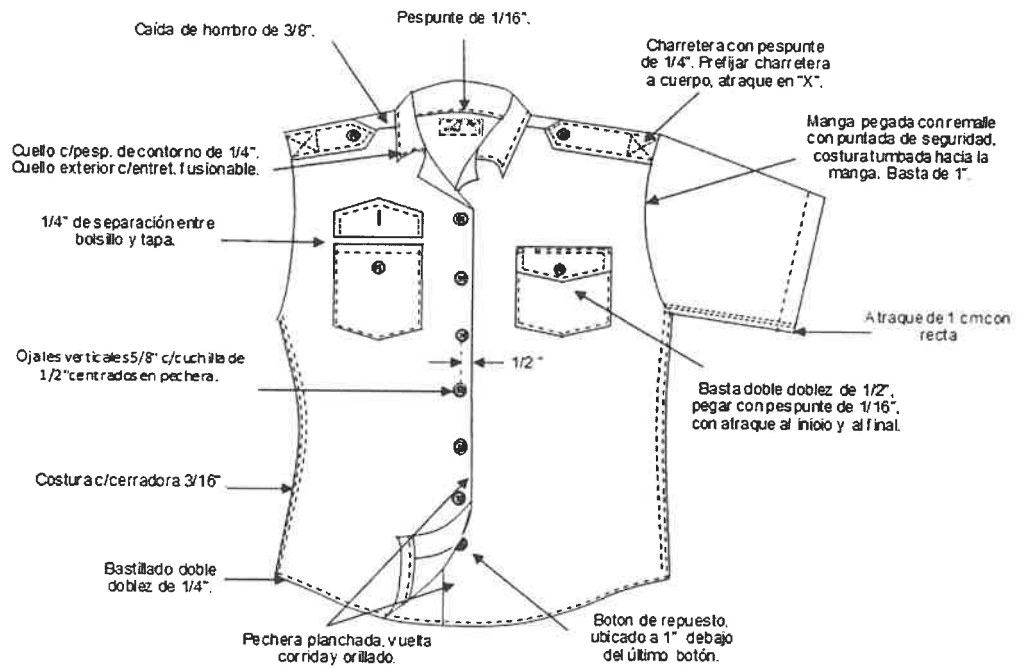 Pespunte de 1/16".
Caída de hombro de 3/8".
Charretera con pespunte
de 1/4". Prefijar charretera
a cuerpo, atraque en "X".
Manga pegada con remalle
con puntada de seguridad,
costura tumbada hacia la
manga. Basta de 1".
Cuello c/pesp. de contorno de 1/4".
Cuello exterior c/entret. fusionable.
1/4" de separación entre
bolsillo y tapa.
Atraque de 1 cm con
recta
Ojales verticales 5/8" c/cuchilla de
1/2" centrados en pechera.
1/2"
Basta doble doblez de 1/2",
pegar con pespunte de 1/16",
con atraque al inicio y al final.
Costura c/cerradora 3/16"
Bastillado doble
doblez de 1/4".
Pechera planchada, vuelta
corrida y orillado.
Boton de repuesto,
ubicado a 1" debajo
del último botón.